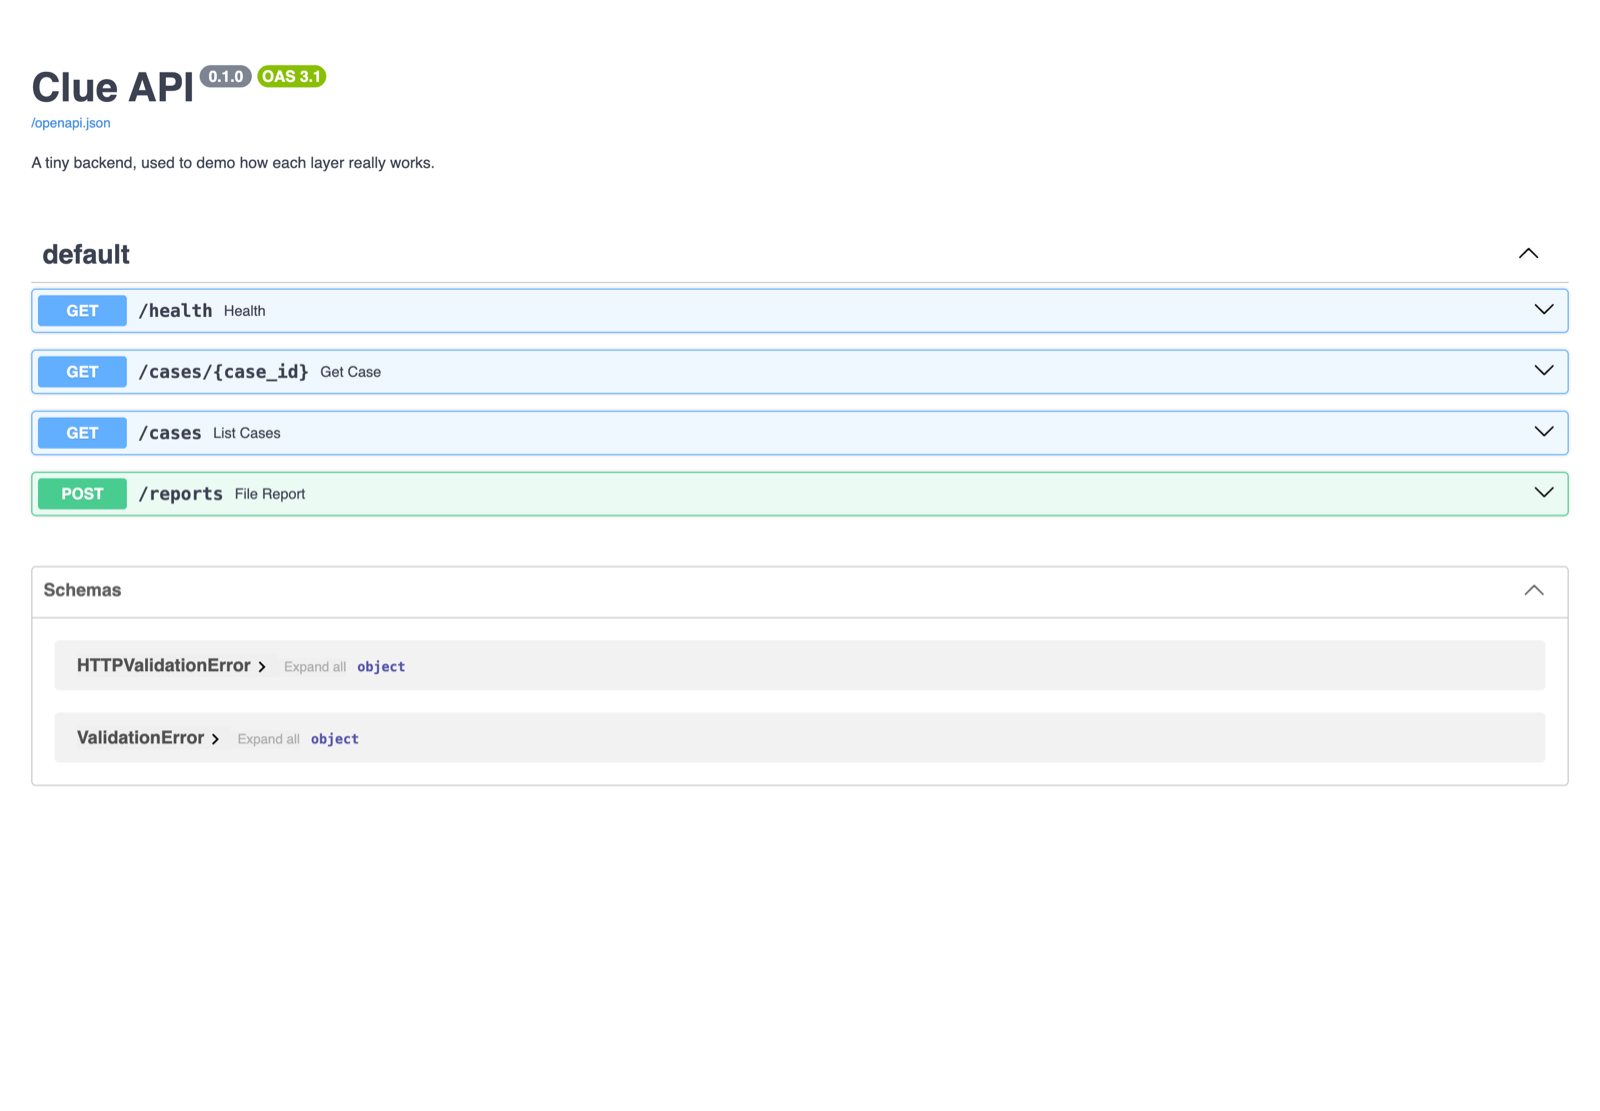 Clue API 0.1.0 OAS 3.1
/openapi.json
A tiny backend, used to demo how each layer really works.
default
GET /health Health
GET /cases/{case_id} Get Case
GET /cases List Cases
POST /reports File Report
Schemas
HTTPValidationError Expand all object
ValidationError Expand all object